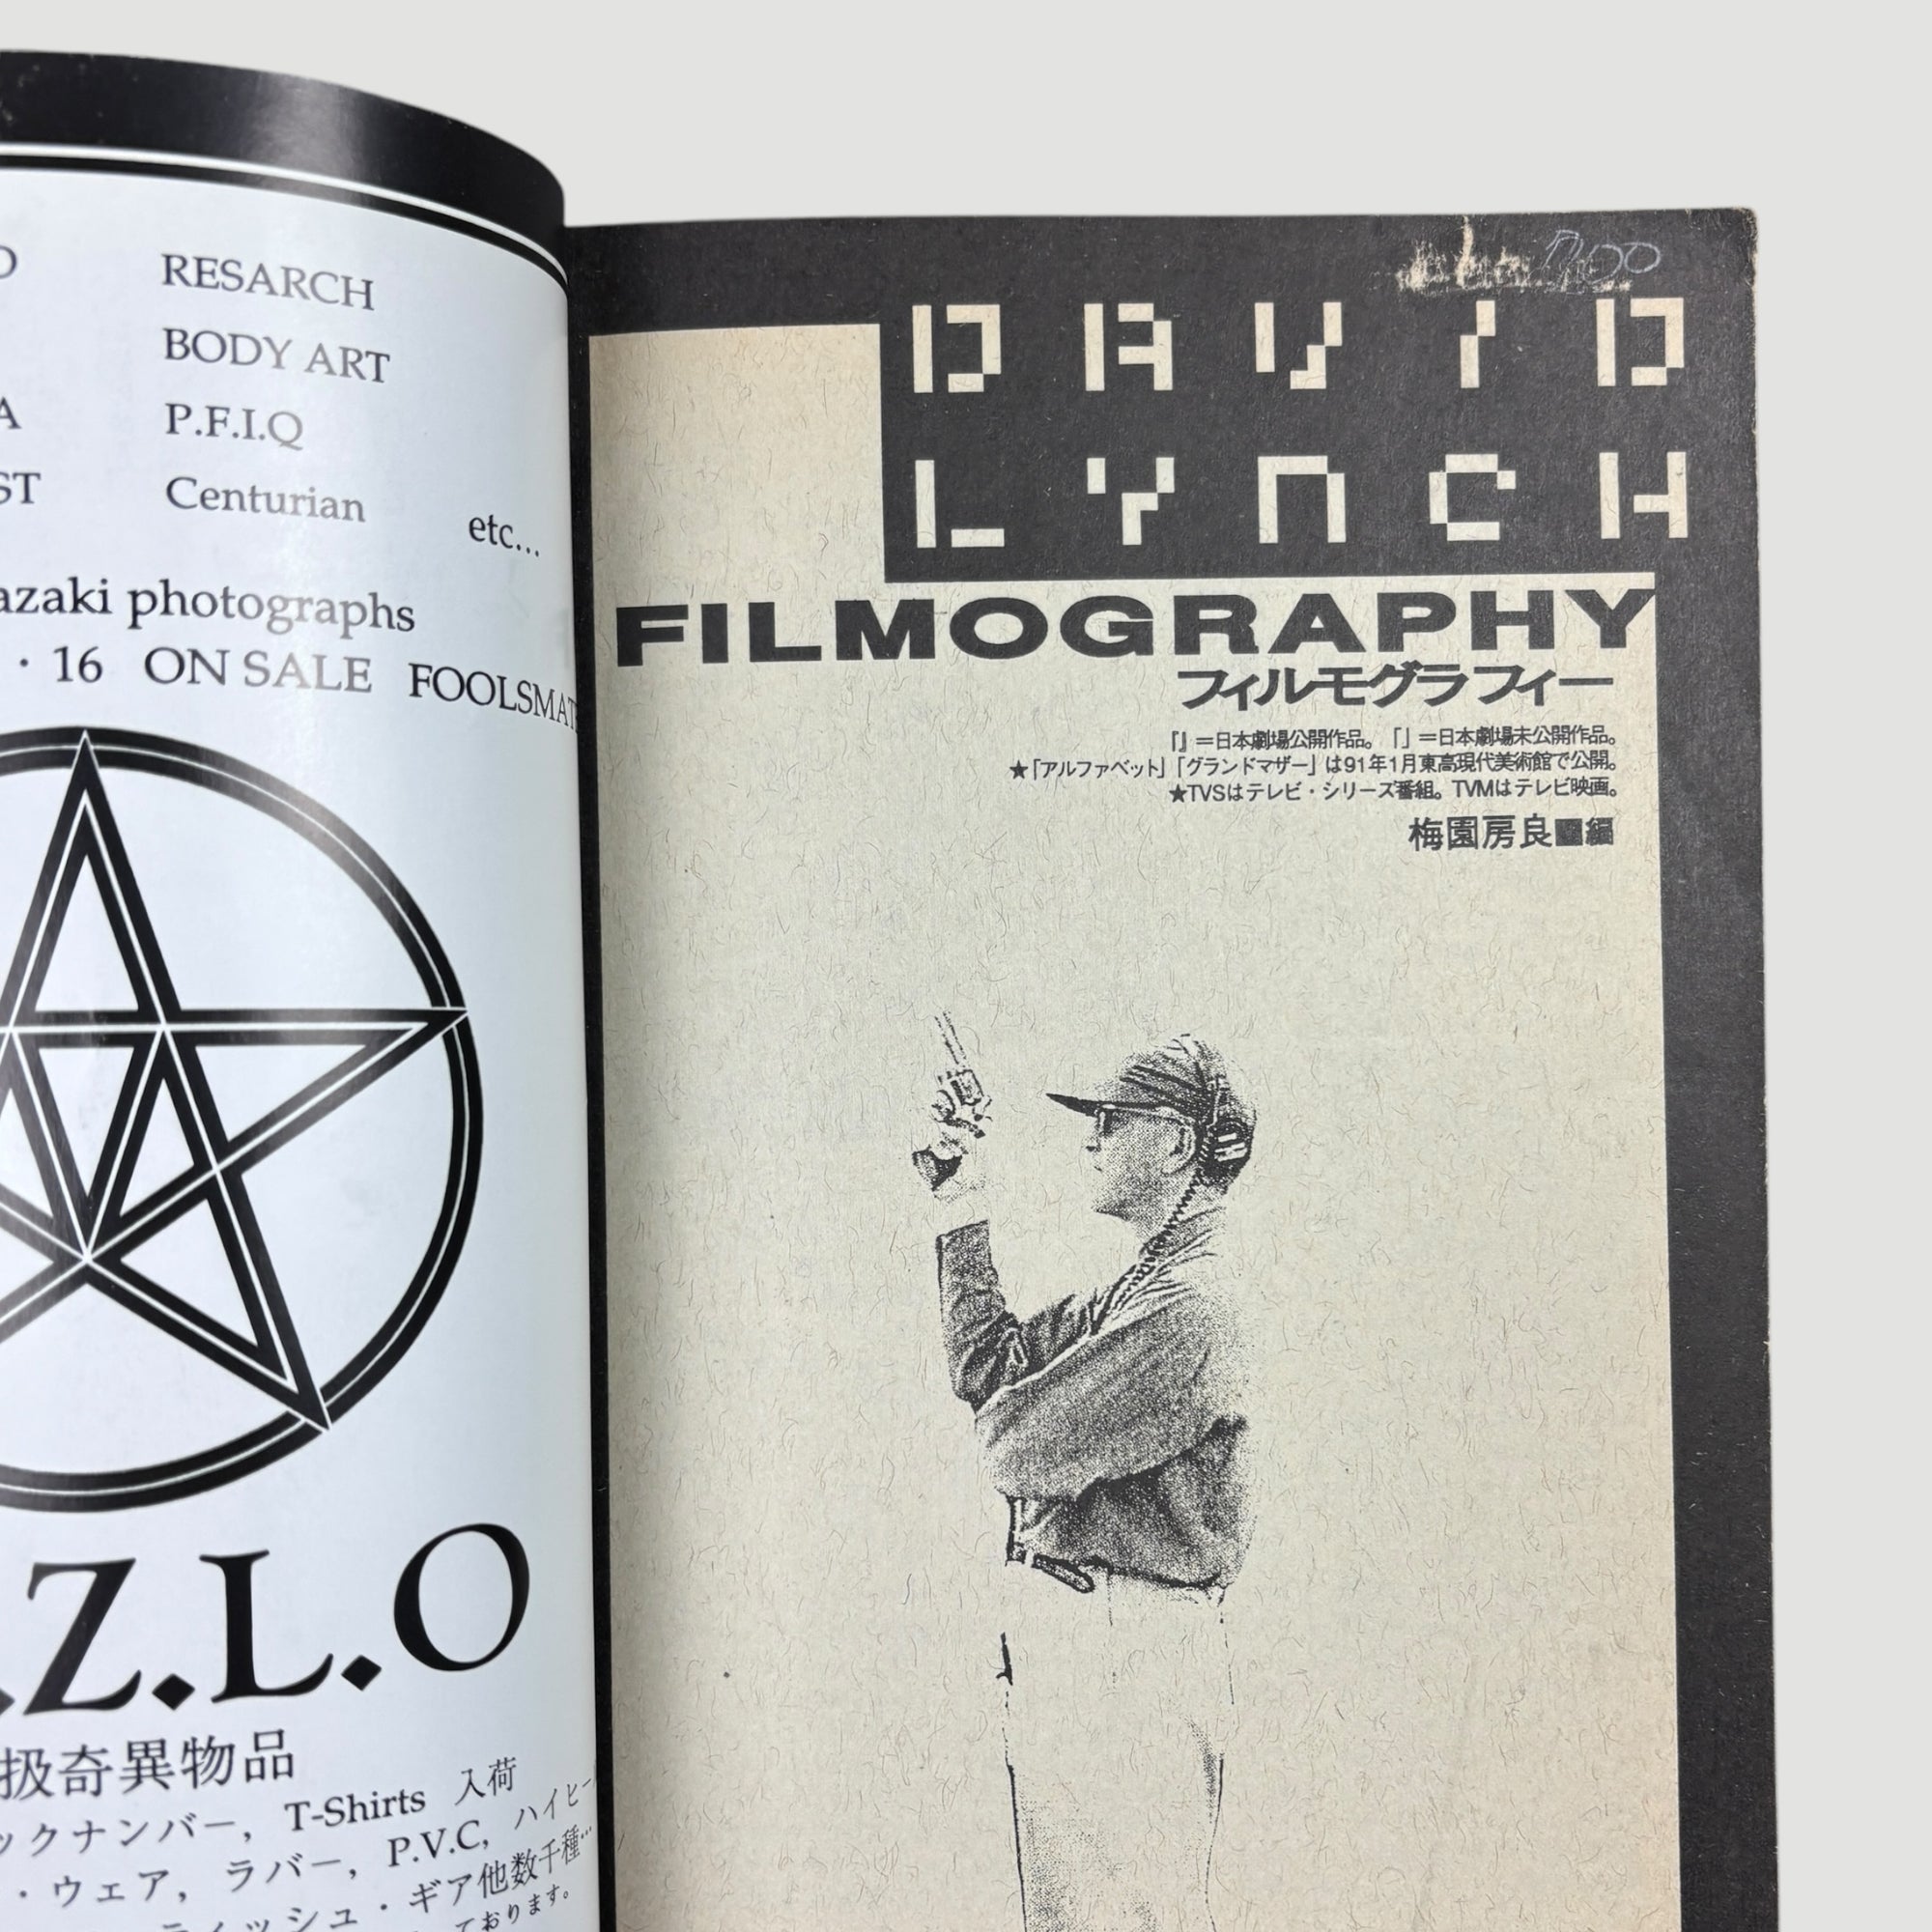 RESARCH
BODY ART
P.F.I.Q
Centurian
etc...
azaki photographs
・16 ON SALE FOOLSMAT
.Z.L.O
扱奇異物品
ックナンバー, T-Shirts 入荷
・ウェア, ラバー, P.V.C, ハイヒー
ィッシュ・ギア他数千種…
ております。
DAVID
LYNCH
FILMOGRAPHY
フィルモグラフィー
『』=日本劇場公開作品。「」=日本劇場未公開作品。
★「アルファベット」「グランドマザー」は91年1月東高現代美術館で公開。
★TVSはテレビ・シリーズ番組。TVMはテレビ映画。
梅園房良■編